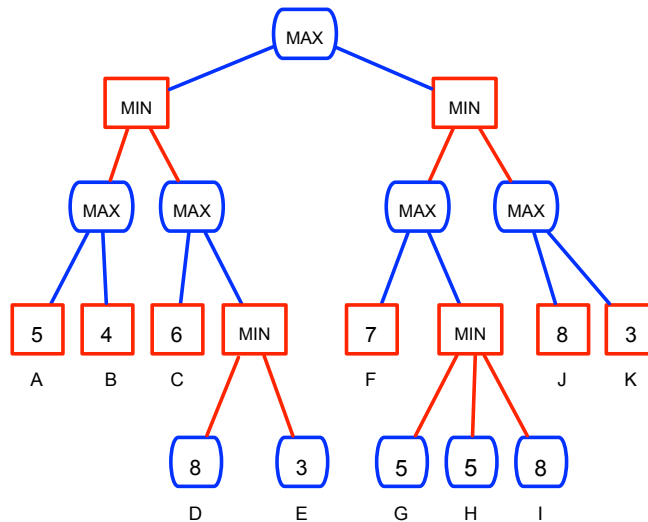 MAX
MIN MIN
MAX MAX MAX MAX
5 4 6 MIN 7 MIN 8 3
A B C F J K
8 3 5 5 8
D E G H I